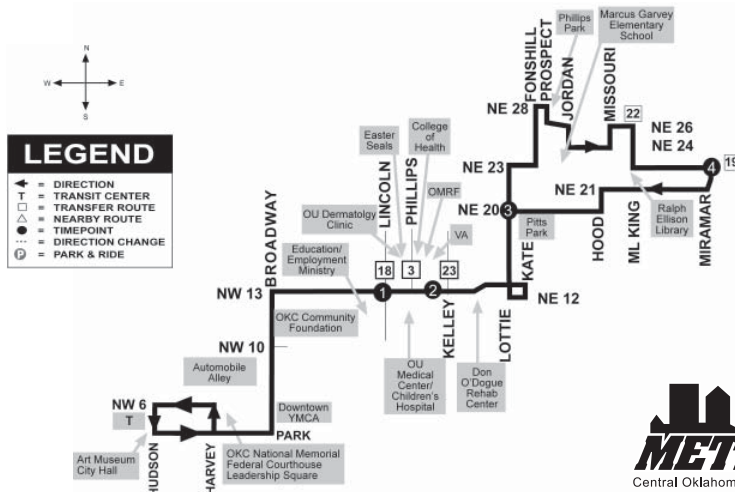 N
W
E
S
LEGEND
= DIRECTION
T = TRANSIT CENTER
= TRANSFER ROUTE
= NEARBY ROUTE
= TIMEPOINT
= DIRECTION CHANGE
P = PARK & RIDE
Phillips
Park
Marcus Garvey
Elementary
School
FONSHILL
PROSPECT
JORDAN
MISSOURI
NE 28
22
NE 26
NE 24
4
19
NE 23
NE 21
NE 20
3
Pitts
Park
HOOD
ML KING
Ralph
Ellison
Library
MIRAMAR
KATE
NE 12
LOTTIE
Easter
Seals
College
of
Health
OMRF
VA
LINCOLN
PHILLIPS
OU Dermatolgy
Clinic
Education/
Employment
Ministry
18
3
23
1
2
BROADWAY
NW 13
KELLEY
OKC Community
Foundation
NW 10
OU
Medical
Center/
Children's
Hospital
Don
O'Dogue
Rehab
Center
Automobile
Alley
NW 6
T
Downtown
YMCA
PARK
Art Museum
City Hall
HUDSON
HARVEY
OKC National Memorial
Federal Courthouse
Leadership Square
Central Oklahom